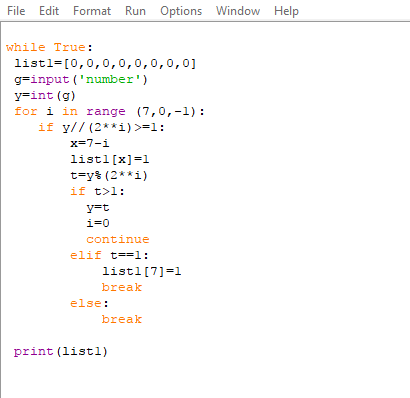 File Edit Format Run Options Window Help
while True:
 list1=[0,0,0,0,0,0,0,0]
 g=input('number')
 y=int(g)
 for i in range (7,0,-1):
    if y//(2**i)>=1:
        x=7-i
        list1[x]=1
        t=y%(2**i)
        if t>1:
          y=t
          i=0
          continue
        elif t==1:
            list1[7]=1
            break
        else:
            break
 print(list1)